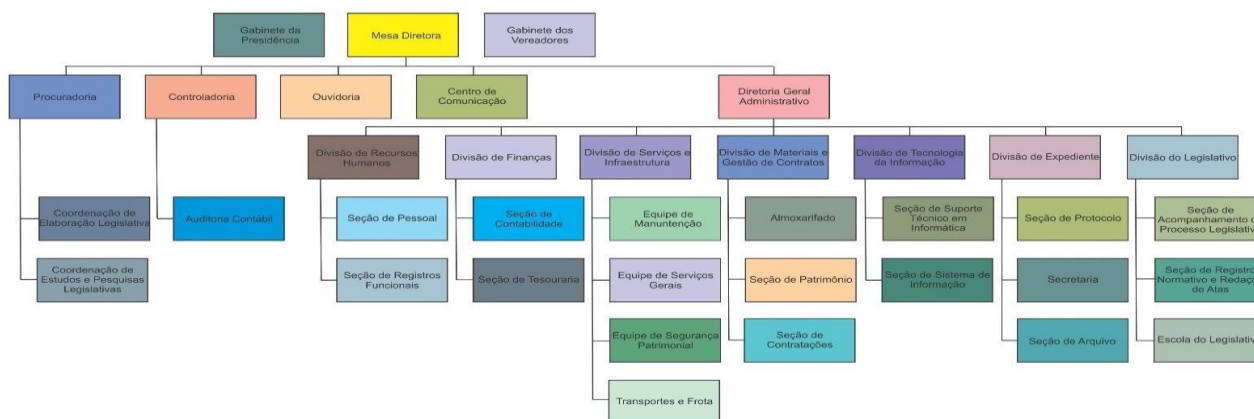 Gabinete da
Presidência
Mesa Diretora
Gabinete dos
Vereadores
Procuradoria
Controladoria
Ouvidoria
Centro de
Comunicação
Diretoria Geral
Administrativo
Divisão de Recursos
Humanos
Divisão de Finanças
Divisão de Serviços e
Infraestrutura
Divisão de Materiais e
Gestão de Contratos
Divisão de Tecnologia
da Informação
Divisão de Expediente
Divisão do Legislativo
Coordenação de
Elaboração Legislativa
Auditoria Contábil
Seção de Pessoal
Seção de
Contabilidade
Equipe de
Manuntenção
Almoxarifado
Seção de Suporte
Técnico em
Informática
Seção de Protocolo
Seção de
Acompanhamento d
Processo Legislativ
Coordenação de
Estudos e Pesquisas
Legislativas
Seção de Registros
Funcionais
Seção de Tesouraria
Equipe de Serviços
Gerais
Seção de Patrimônio
Seção de Sistema de
Informação
Secretaria
Seção de Registro
Normativo e Redaçã
de Atas
Equipe de Segurança
Patrimonial
Seção de
Contratações
Seção de Arquivo
Escola do Legislativ
Transportes e Frota